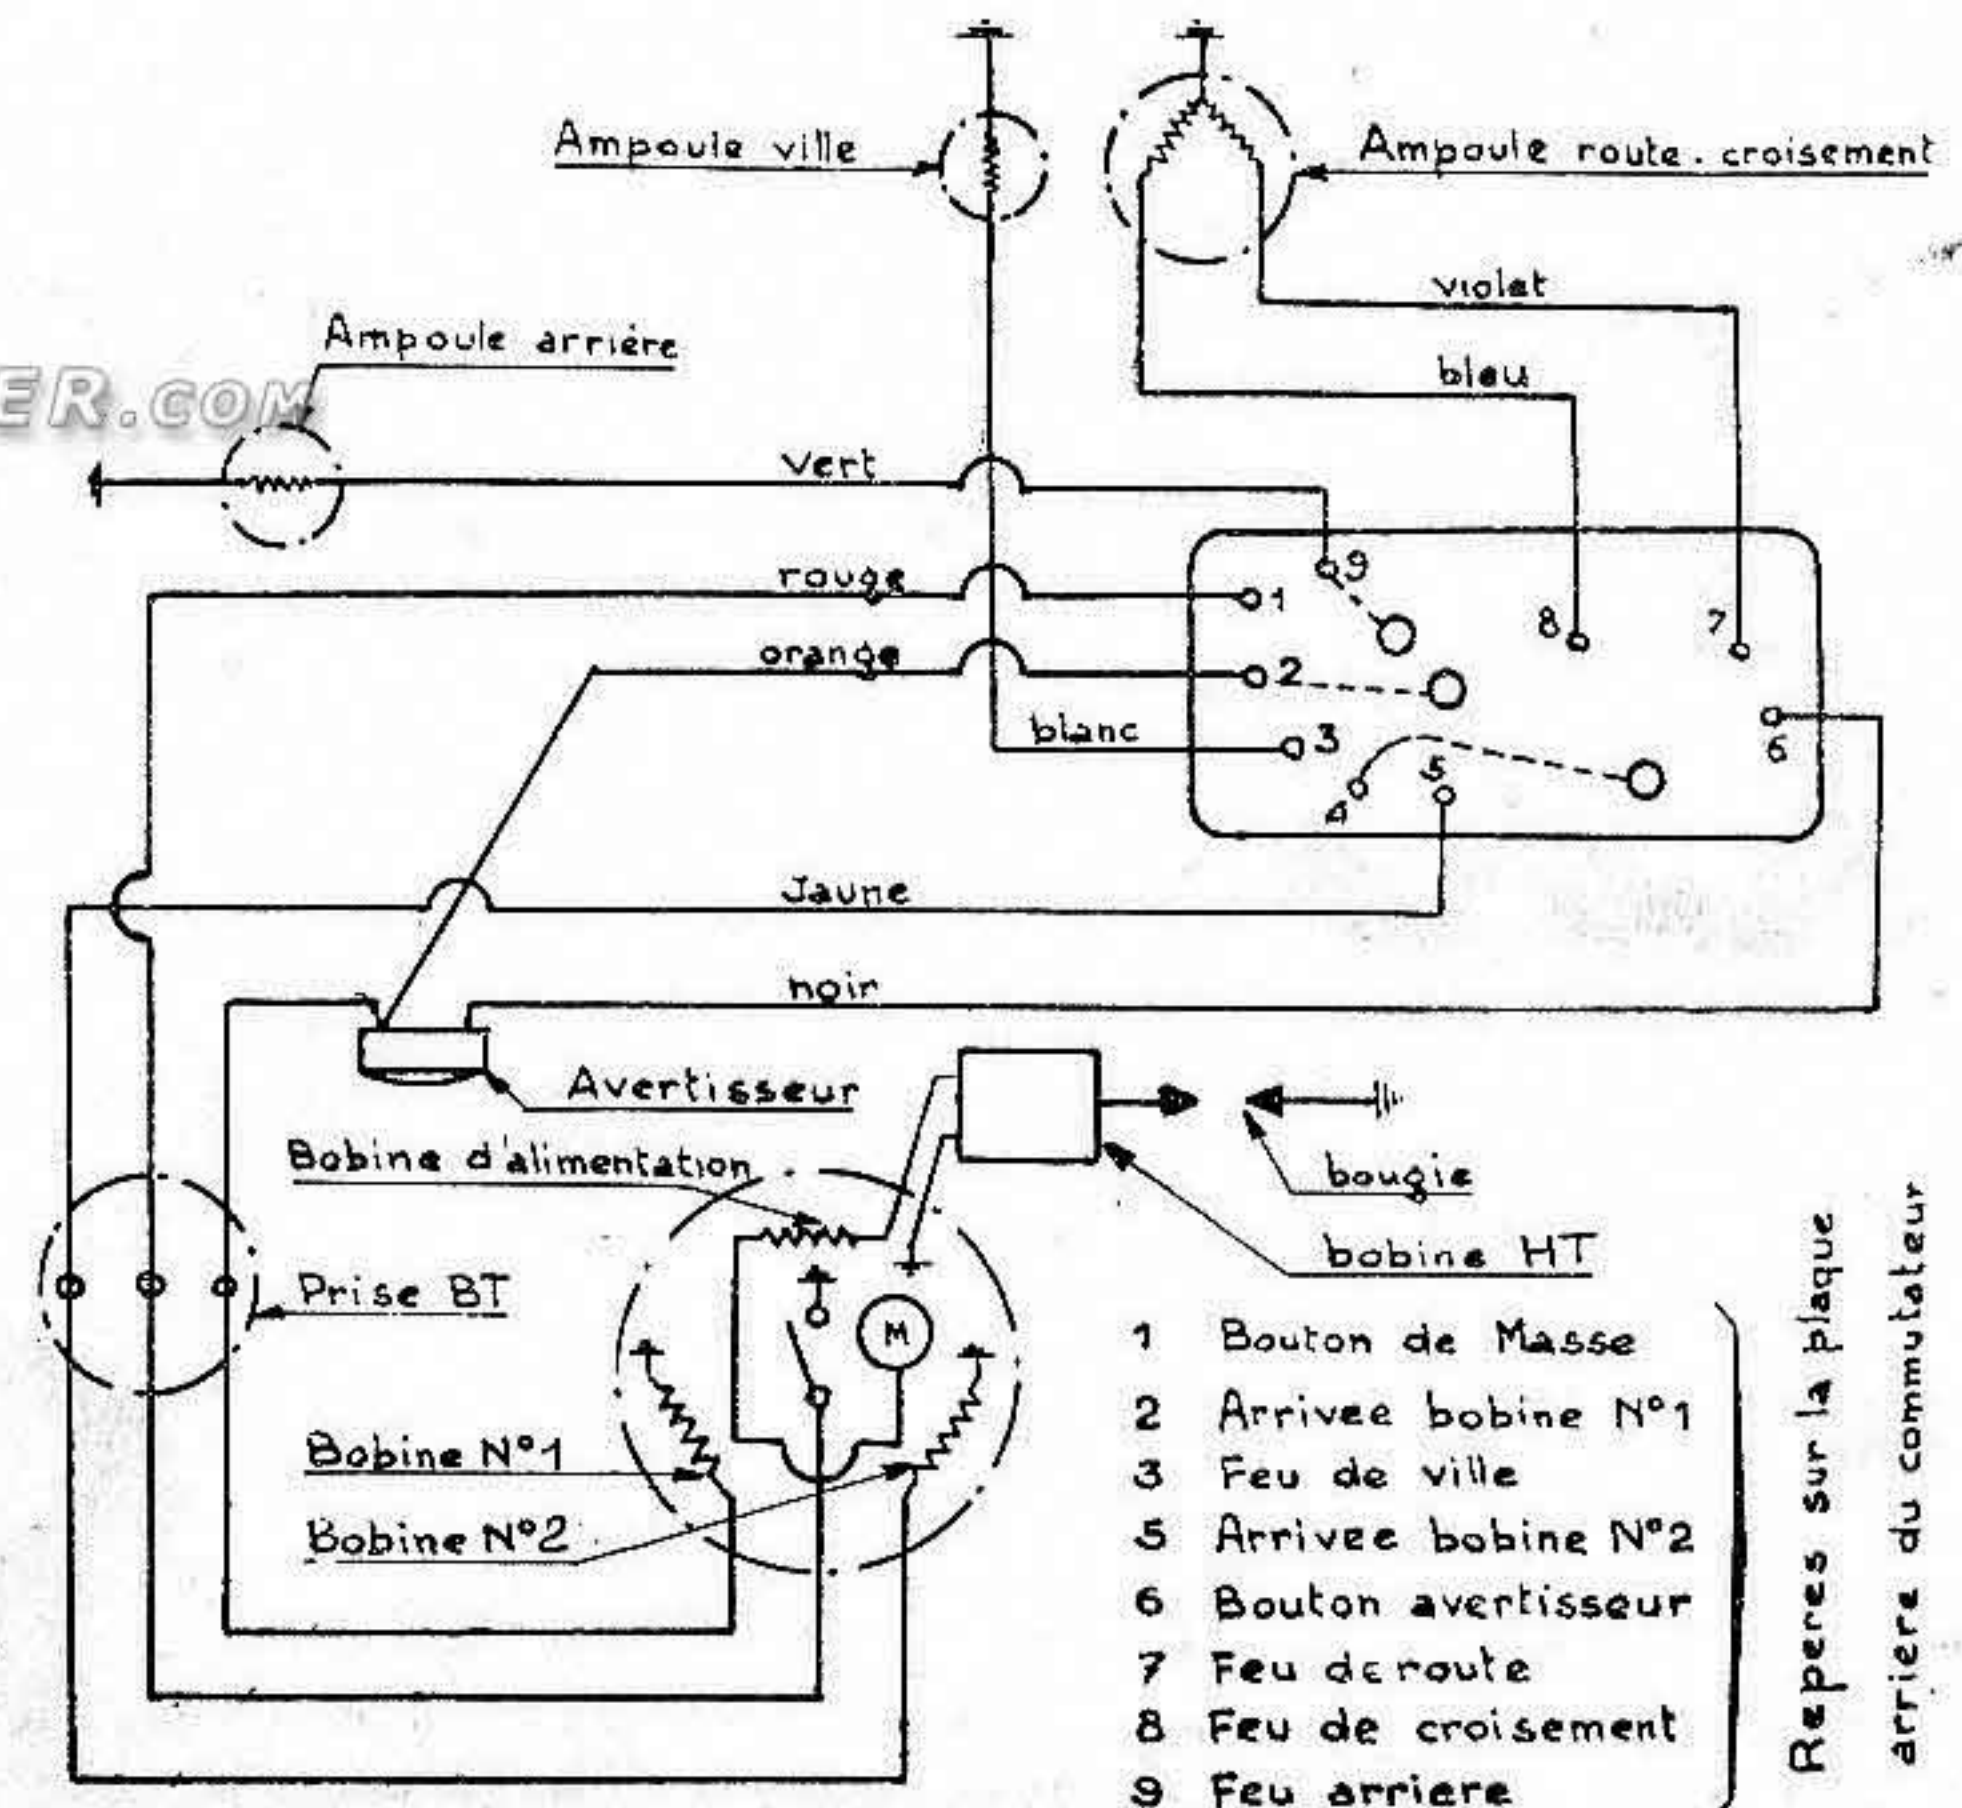 Ampoule ville
Ampoule route. croisement
violet
bleu
Ampoule arrière
ER.COM
vert
rouge
orange
blanc
9
1
2
3
4
5
8
7
6
Jaune
noir
Avertisseur
Bobine d'alimentation
bougie
bobine HT
Prise BT
M
Bobine N°1
Bobine N°2
1 Bouton de Masse
2 Arrivee bobine N°1
3 Feu de ville
5 Arrivee bobine N°2
6 Bouton avertisseur
7 Feu de route
8 Feu de croisement
9 Feu arriere
Reperes sur la plaque
arriere du commutateur